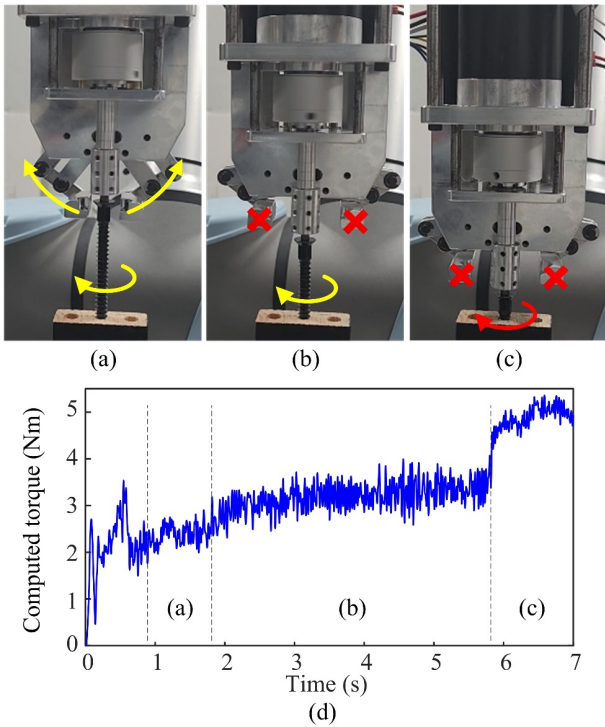 (a) (b) (c)
Computed torque (Nm)
5
4
3
2
1
0
(a) (b) (c)
0 1 2 3 4 5 6 7
Time (s)
(d)